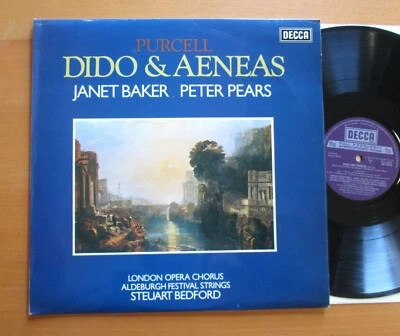 PURCELL
DECCA
DIDO & AENEAS
JANET BAKER . PETER PEARS
LONDON OPERA CHORUS
ALDEBURGH FESTIVAL STRINGS
STEUART BEDFORD
DECCA